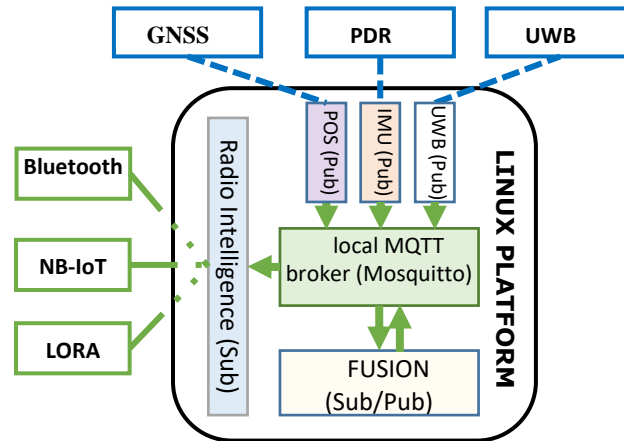 GNSS
PDR
UWB
POS (Pub)
IMU (Pub)
UWB (Pub)
Bluetooth
NB-IoT
LORA
Radio Intelligence (Sub)
local MQTT
broker (Mosquitto)
FUSION
(Sub/Pub)
LINUX PLATFORM